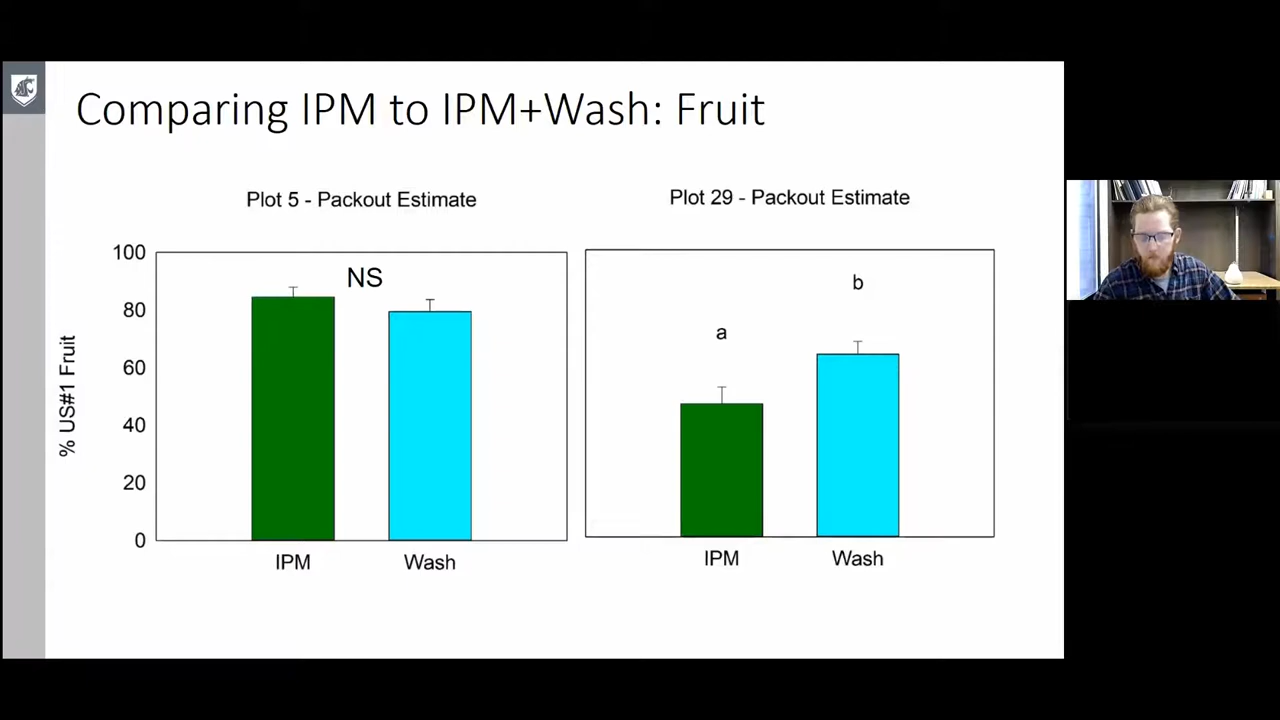 Comparing IPM to IPM+Wash: Fruit
Plot 5 - Packout Estimate
% US#1 Fruit
100
80
60
40
20
0
NS
IPM
Wash
Plot 29 - Packout Estimate
a
b
IPM
Wash